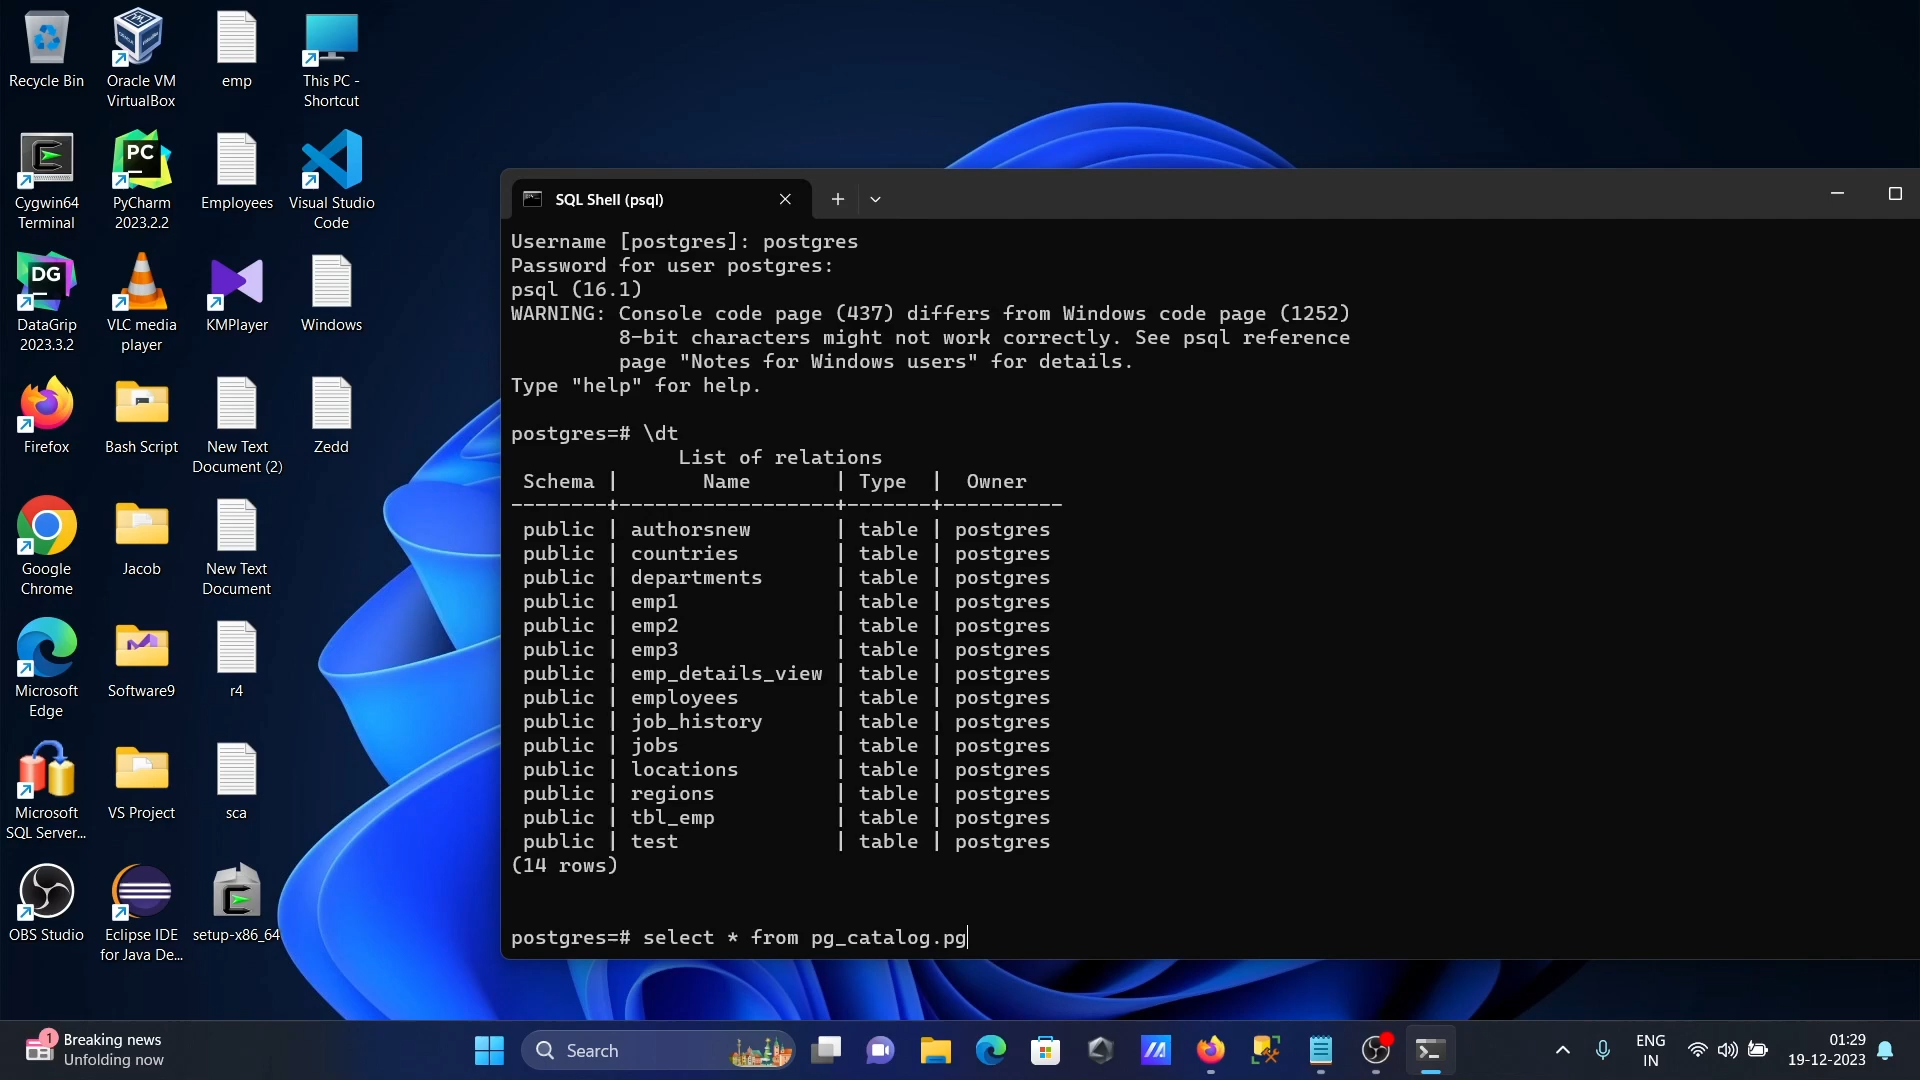 Recycle Bin
Oracle VM
VirtualBox
emp
This PC -
Shortcut
Cygwin64
Terminal
PC
PyCharm
2023.2.2
Employees
Visual Studio
Code
DG
DataGrip
2023.3.2
VLC media
player
KMPlayer
Windows
Firefox
Bash Script
New Text
Document (2)
Zedd
Google
Chrome
Jacob
New Text
Document
Microsoft
Edge
Software9
r4
Microsoft
SQL Server...
VS Project
sca
OBS Studio
Eclipse IDE
for Java De...
setup-x86_64
SQL Shell (psql)
Username [postgres]: postgres
Password for user postgres:
psql (16.1)
WARNING: Console code page (437) differs from Windows code page (1252)
         8-bit characters might not work correctly. See psql reference
         page "Notes for Windows users" for details.
Type "help" for help.
postgres=# \dt
              List of relations
 Schema |       Name       | Type  |  Owner
--------+------------------+-------+----------
 public | authorsnew       | table | postgres
 public | countries        | table | postgres
 public | departments      | table | postgres
 public | emp1             | table | postgres
 public | emp2             | table | postgres
 public | emp3             | table | postgres
 public | emp_details_view | table | postgres
 public | employees        | table | postgres
 public | job_history      | table | postgres
 public | jobs             | table | postgres
 public | locations        | table | postgres
 public | regions          | table | postgres
 public | tbl_emp          | table | postgres
 public | test             | table | postgres
(14 rows)
postgres=# select * from pg_catalog.pg
1
Breaking news
Unfolding now
Search
ENG
IN
01:29
19-12-2023